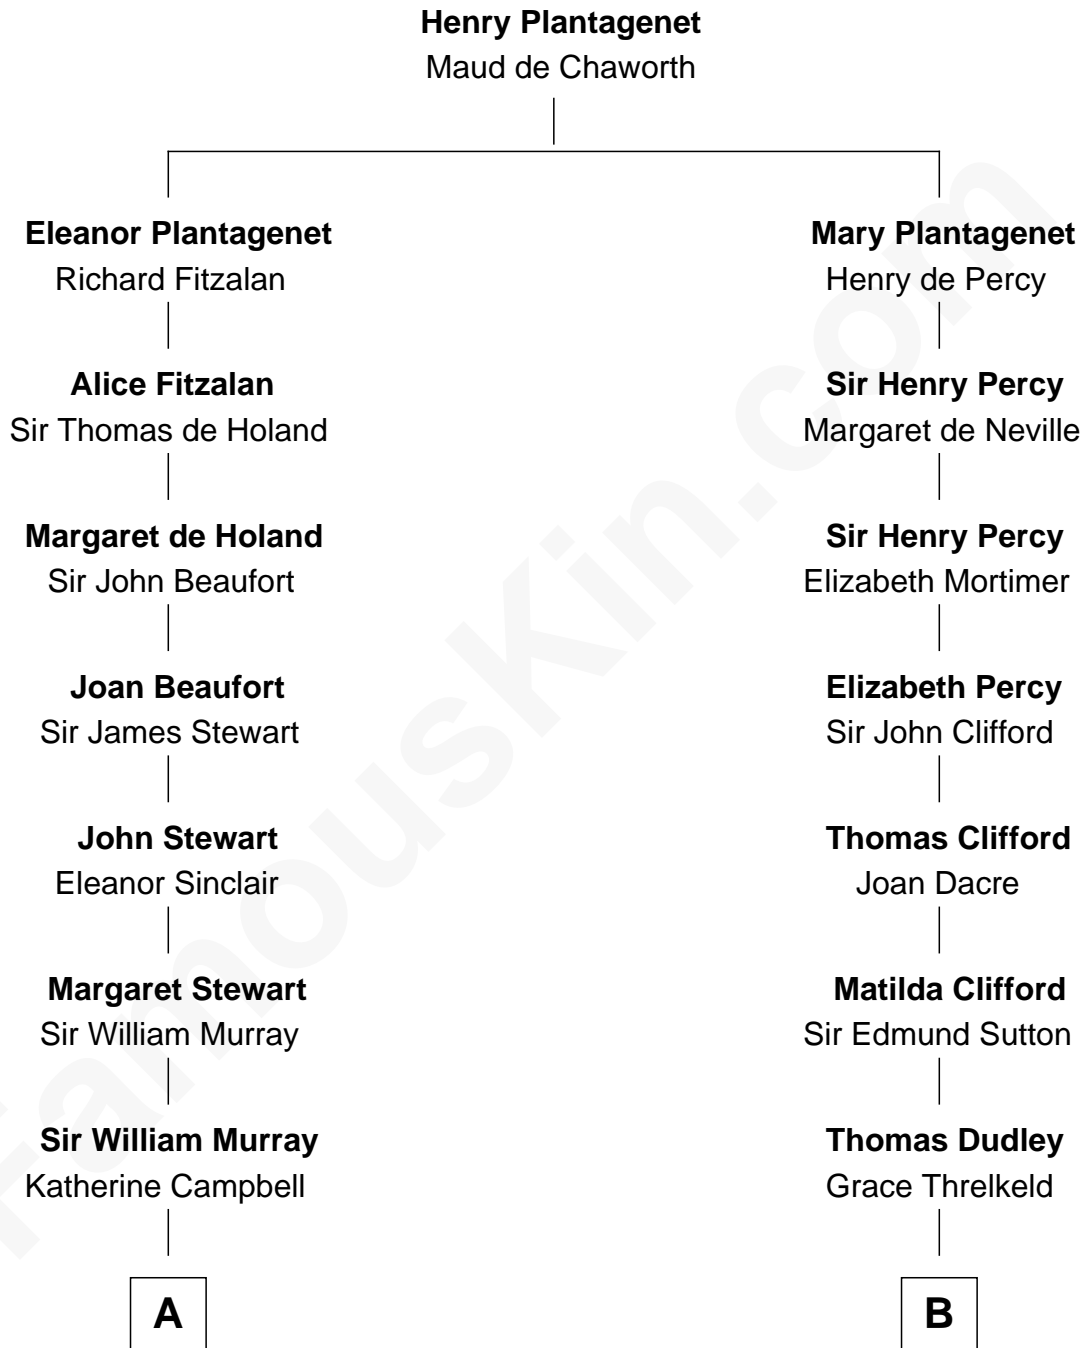 Henry Plantagenet
Maud de Chaworth
Eleanor Plantagenet
Richard Fitzalan
Mary Plantagenet
Henry de Percy
Alice Fitzalan
Sir Thomas de Holand
Sir Henry Percy
Margaret de Neville
Margaret de Holand
Sir John Beaufort
Sir Henry Percy
Elizabeth Mortimer
Joan Beaufort
Sir James Stewart
Elizabeth Percy
Sir John Clifford
John Stewart
Eleanor Sinclair
Thomas Clifford
Joan Dacre
Margaret Stewart
Sir William Murray
Matilda Clifford
Sir Edmund Sutton
Sir William Murray
Katherine Campbell
Thomas Dudley
Grace Threlkeld
A
B
FamousKin.com